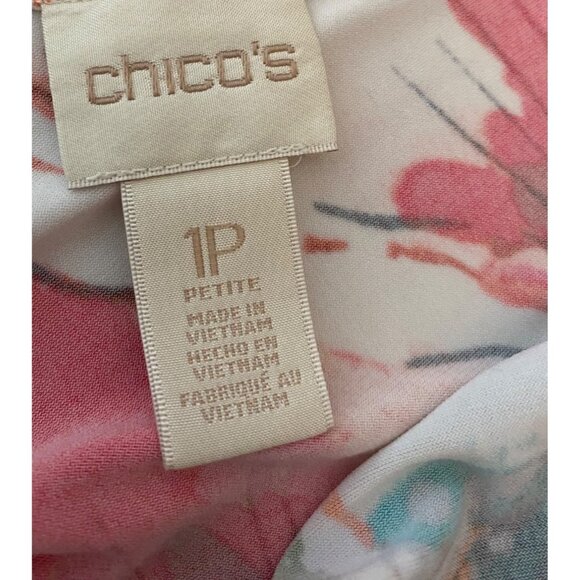 chico's
1P
PETITE
MADE IN
VIETNAM
HECHO EN
VIETNAM
FABRIQUÉ AU
VIETNAM